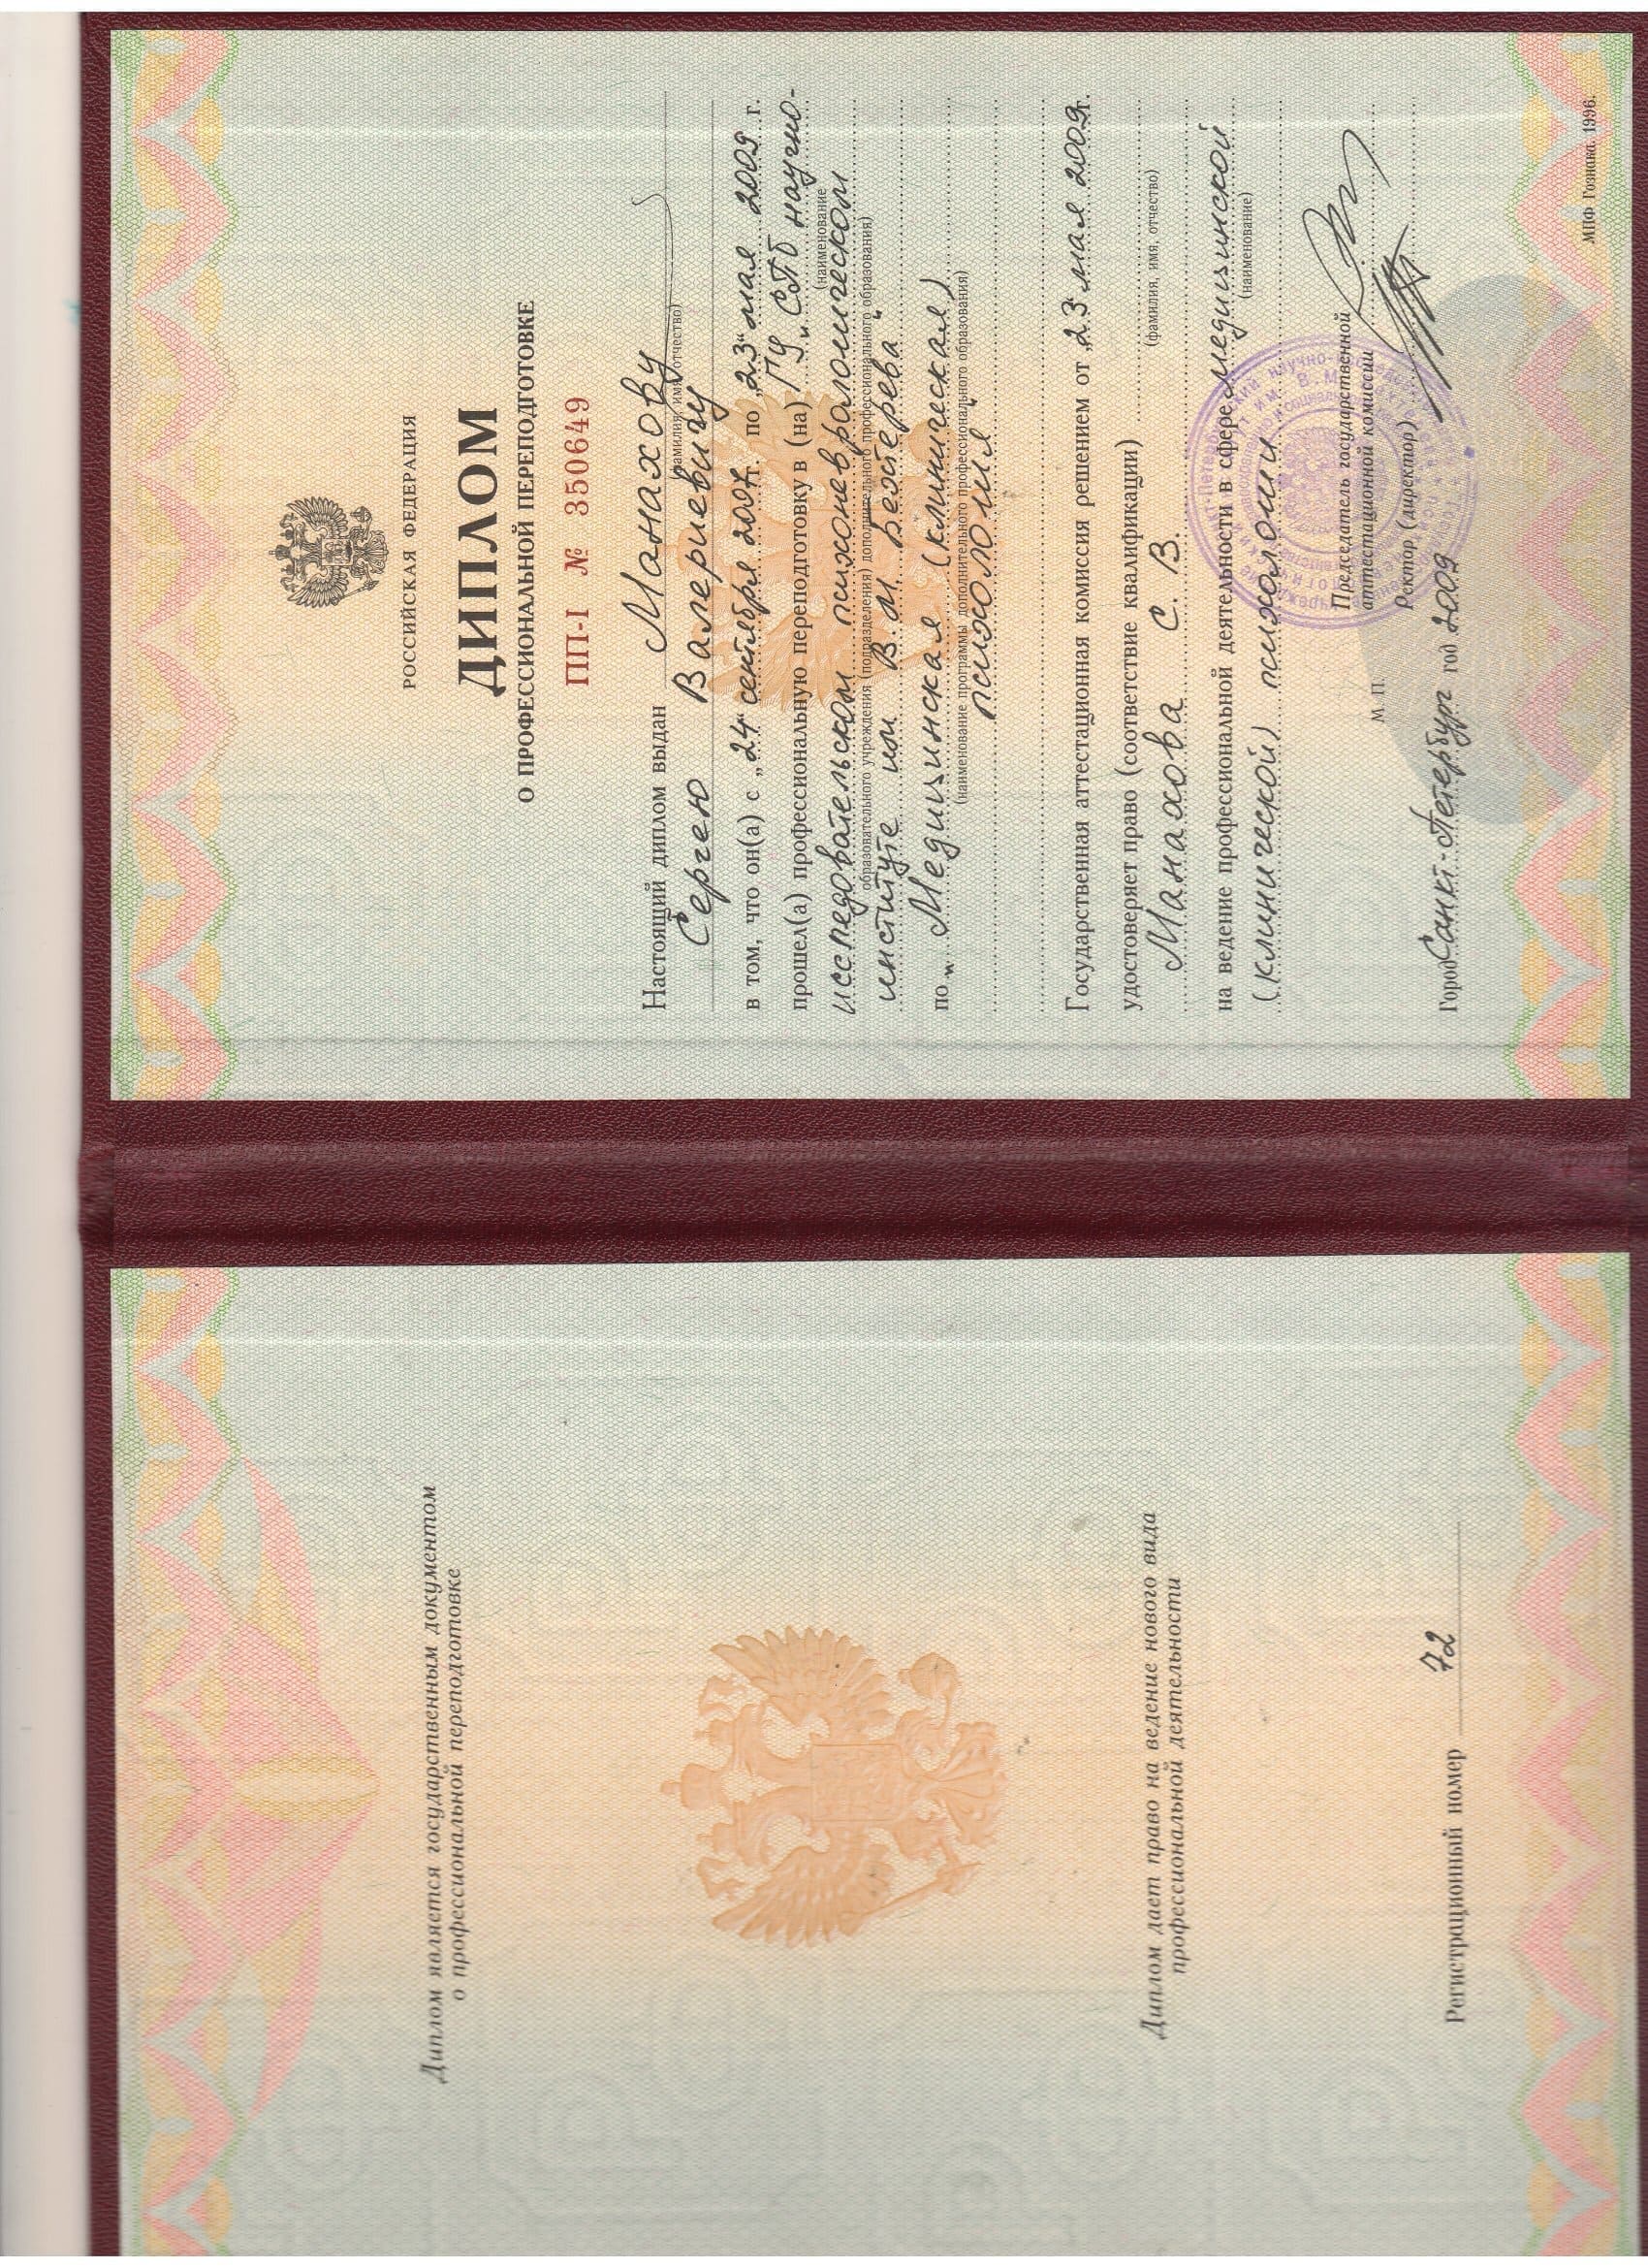 Диплом является государственным документом
о профессиональной переподготовке
Диплом дает право на ведение нового вида
профессиональной деятельности
Регистрационный номер 72
РОССИЙСКАЯ ФЕДЕРАЦИЯ
ДИПЛОМ
О ПРОФЕССИОНАЛЬНОЙ ПЕРЕПОДГОТОВКЕ
ПП-I № 350649
Настоящий диплом выдан Манахову
(фамилия, имя, отчество)
Сергею Валериевичу
в том, что он(а) с „24“ сентября 2007 г. по „23“ мая 2009 г.
прошел(а) профессиональную переподготовку в (на) ГУ „СПб научно-
(наименование
исследовательском психоневрологическом
образовательного учреждения (подразделения) дополнительного профессионального образования)
институте им. В.М. Бехтерева"
по „Медицинская (клиническая)
(наименование программы дополнительного профессионального образования)
психология"
Государственная аттестационная комиссия решением от „23“ мая 2009г.
удостоверяет право (соответствие квалификации)
(фамилия, имя, отчество)
Манахова С. В.
на ведение профессиональной деятельности в сфере медицинской
(наименование)
(клинической) психологии
Председатель государственной
аттестационной комиссии
М. П.
Ректор (директор)
Город Санкт-Петербург год 2009
МПФ Гознака. 1996.